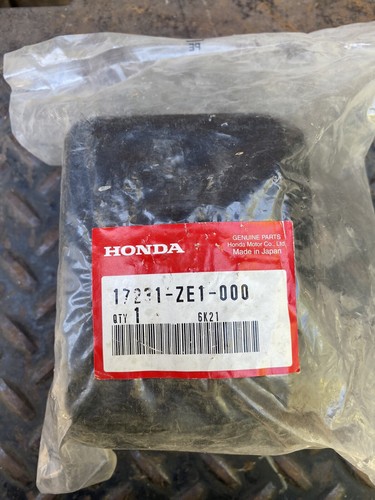 HONDA
GENUINE PARTS
Honda Motor Co., Ltd.
Made in Japan
17231-ZE1-000
QTY 1 6K21